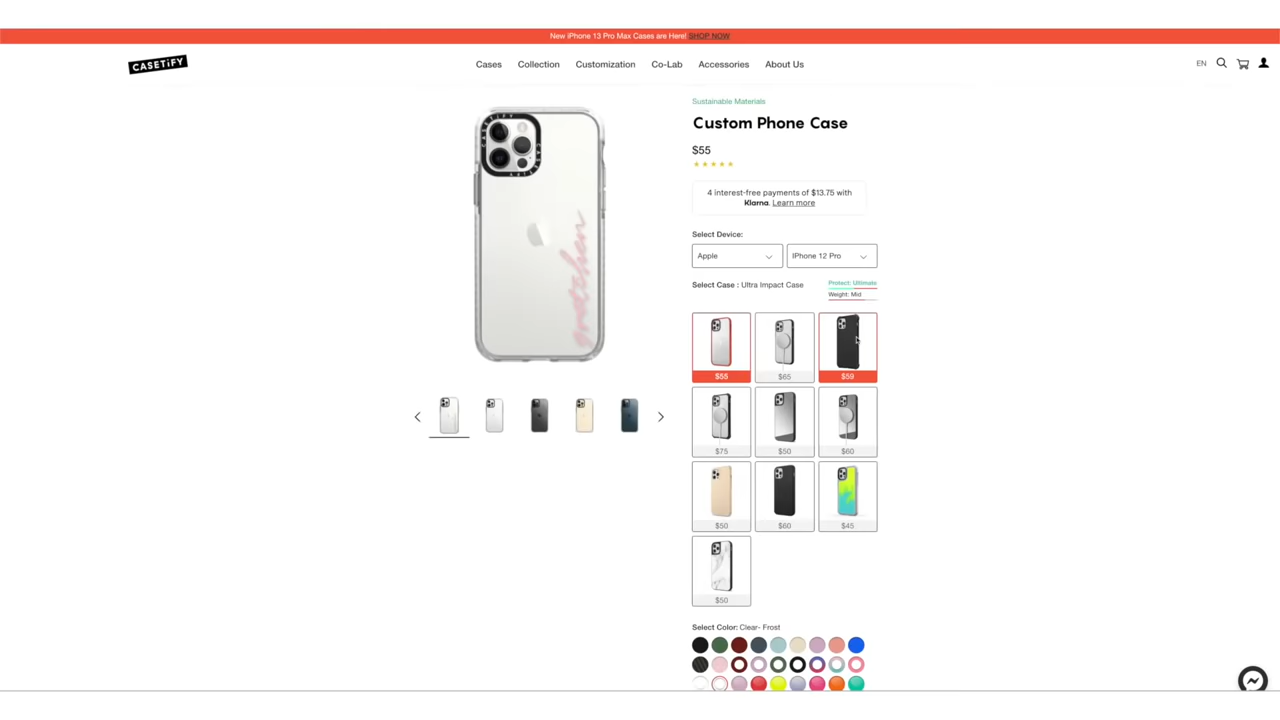 New iPhone 13 Pro Max Cases are Here! SHOP NOW
CASETiFY
Cases Collection Customization Co-Lab Accessories About Us
EN
Sustainable Materials
Custom Phone Case
$55
4 interest-free payments of $13.75 with
Klarna. Learn more
Select Device:
Apple IPhone 12 Pro
Select Case : Ultra Impact Case
Protect: Ultimate
Weight: Mid
$55 $65 $59
$75 $50 $60
$50 $60 $45
$50
Select Color: Clear- Frost
CASETiFY
CASETiFY
gretchen